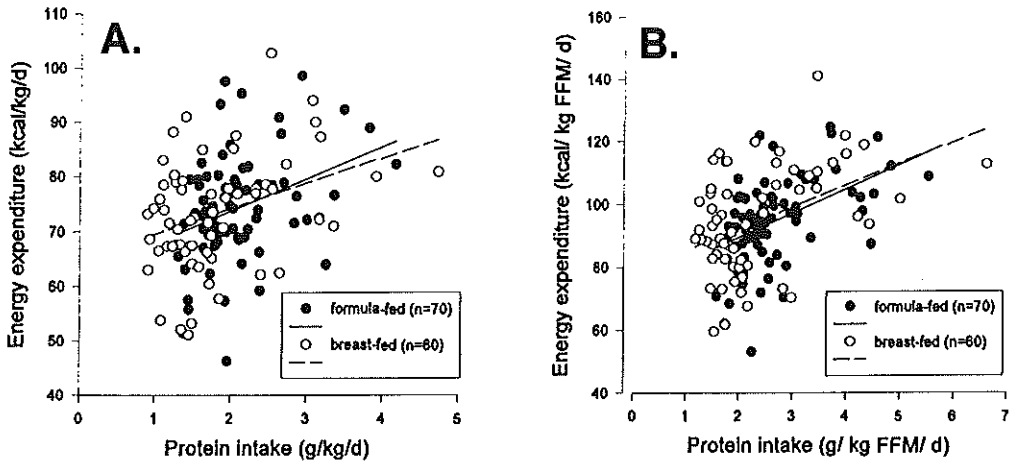 A.
110
100
90
80
70
60
50
40
Energy expenditure (kcal/kg/d)
formula-fed (n=70)
breast-fed (n=60)
0 1 2 3 4 5
Protein intake (g/kg/d)
B.
160
140
120
100
80
60
40
Energy expenditure (kcal/ kg FFM/ d)
formula-fed (n=70)
breast-fed (n=60)
0 1 2 3 4 5 6 7
Protein intake (g/ kg FFM/ d)